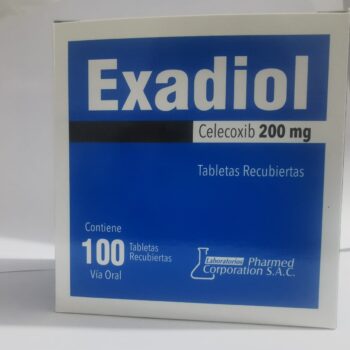 Exadiol
Celecoxib 200 mg
Tabletas Recubiertas
Contiene
100 Tabletas Recubiertas
Vía Oral
Laboratorios Pharmed
Corporation S.A.C.